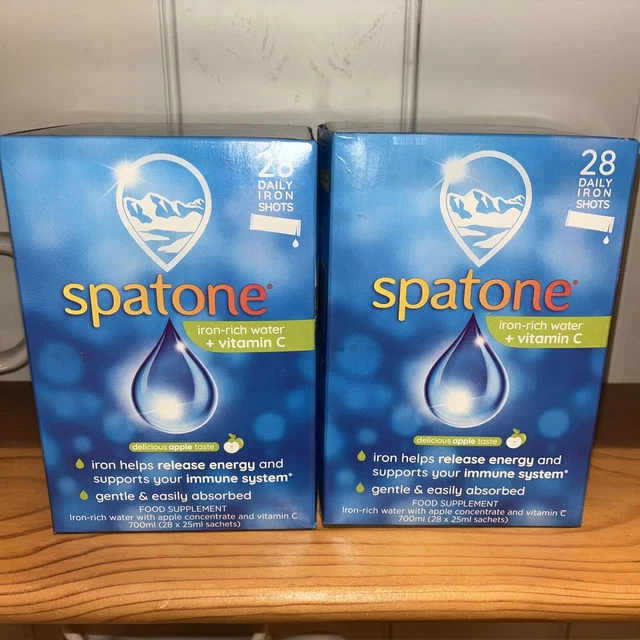 28
DAILY
IRON
SHOTS
spatone®
iron-rich water
+ vitamin C
delicious apple taste
iron helps release energy and
supports your immune system*
gentle & easily absorbed
FOOD SUPPLEMENT
Iron-rich water with apple concentrate and vitamin C
700ml (28 x 25ml sachets)
28
DAILY
IRON
SHOTS
spatone®
iron-rich water
+ vitamin C
delicious apple taste
iron helps release energy and
supports your immune system*
gentle & easily absorbed
FOOD SUPPLEMENT
Iron-rich water with apple concentrate and vitamin C
700ml (28 x 25ml sachets)